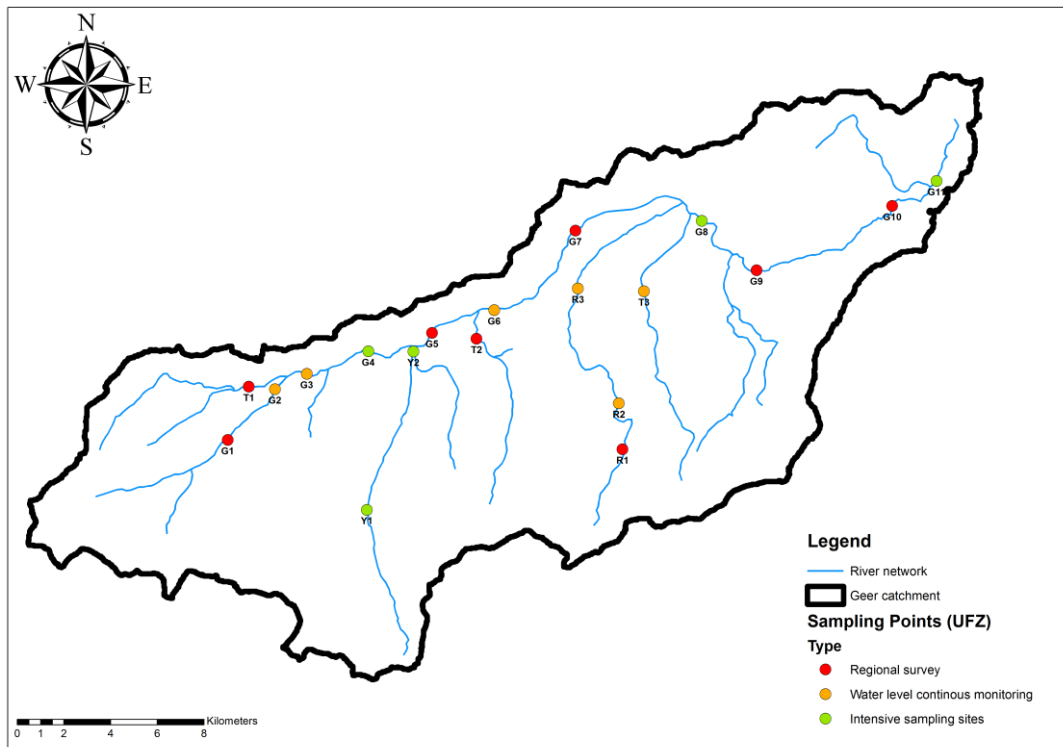 N
W E
S
G11
G10
G7
G8
G9
R3
T3
G6
G5
T2
G4
Y2
G3
T1
G2
R2
G1
R1
Y1
Legend
River network
Geer catchment
Sampling Points (UFZ)
Type
Regional survey
Water level continous monitoring
Intensive sampling sites
Kilometers
0 2 4 6 8